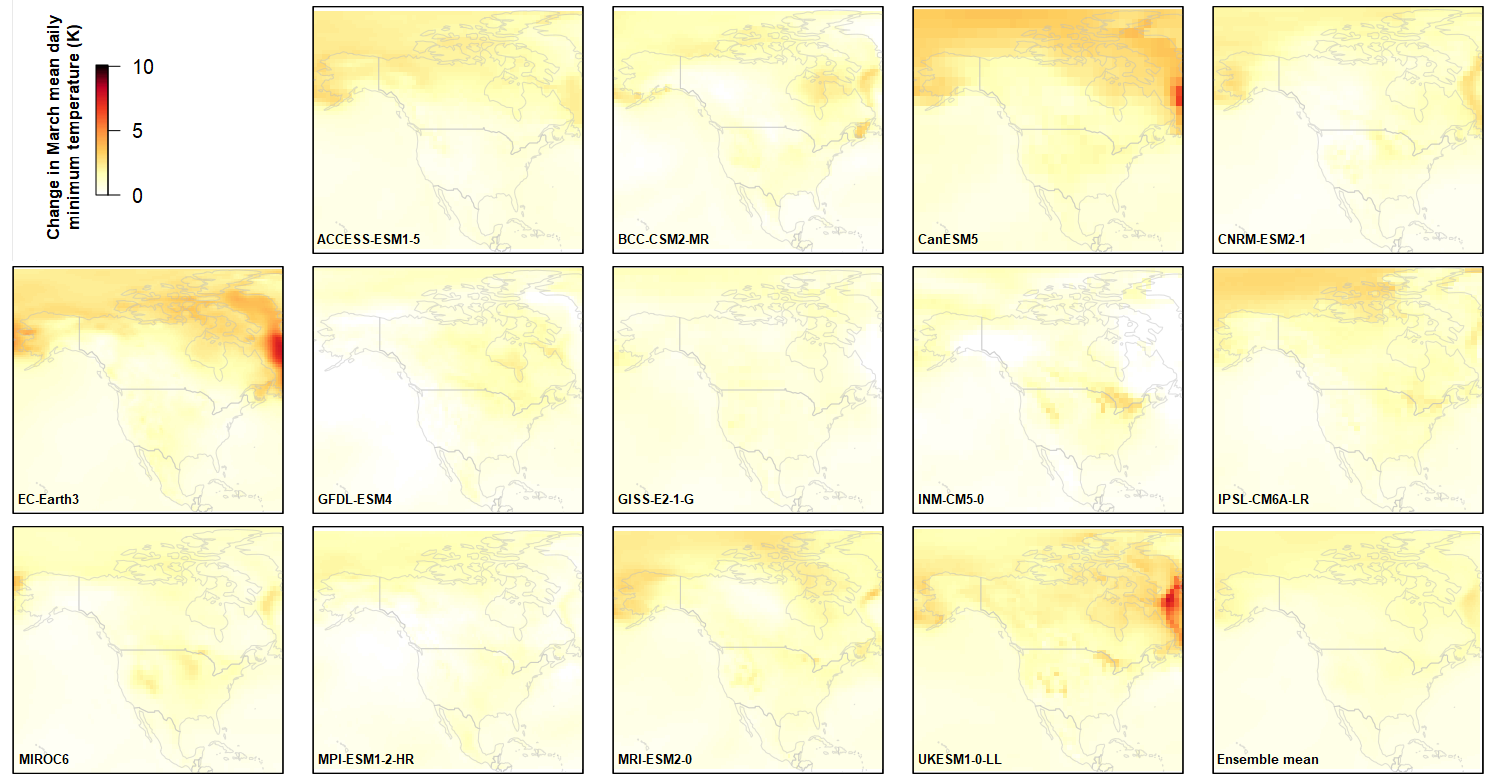 Change in March mean daily
minimum temperature (K)
10
5
0
ACCESS-ESM1-5
BCC-CSM2-MR
CanESM5
CNRM-ESM2-1
EC-Earth3
GFDL-ESM4
GISS-E2-1-G
INM-CM5-0
IPSL-CM6A-LR
MIROC6
MPI-ESM1-2-HR
MRI-ESM2-0
UKESM1-0-LL
Ensemble mean